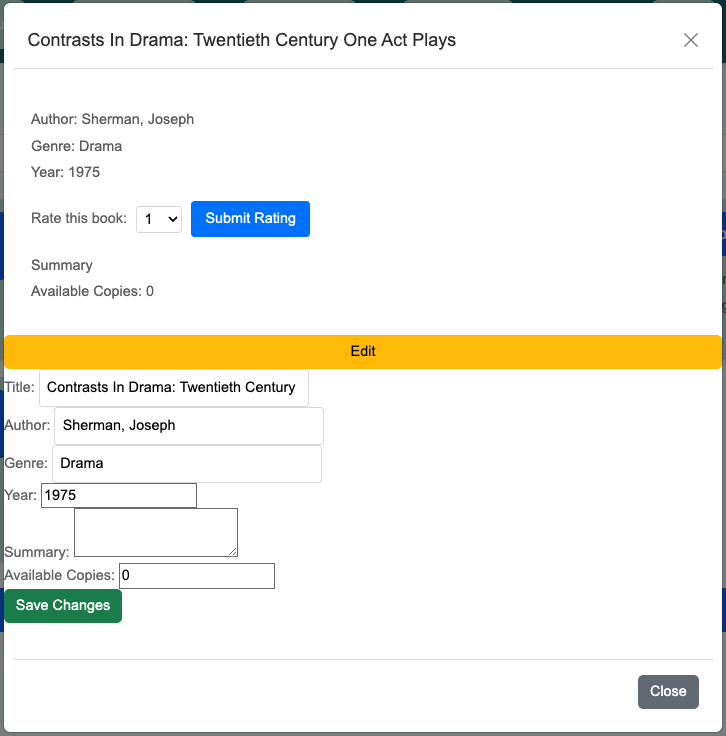 Contrasts In Drama: Twentieth Century One Act Plays
Author: Sherman, Joseph
Genre: Drama
Year: 1975
Rate this book: 1 Submit Rating
Summary
Available Copies: 0
Edit
Title: Contrasts In Drama: Twentieth Century
Author: Sherman, Joseph
Genre: Drama
Year: 1975
Summary:
Available Copies: 0
Save Changes
Close